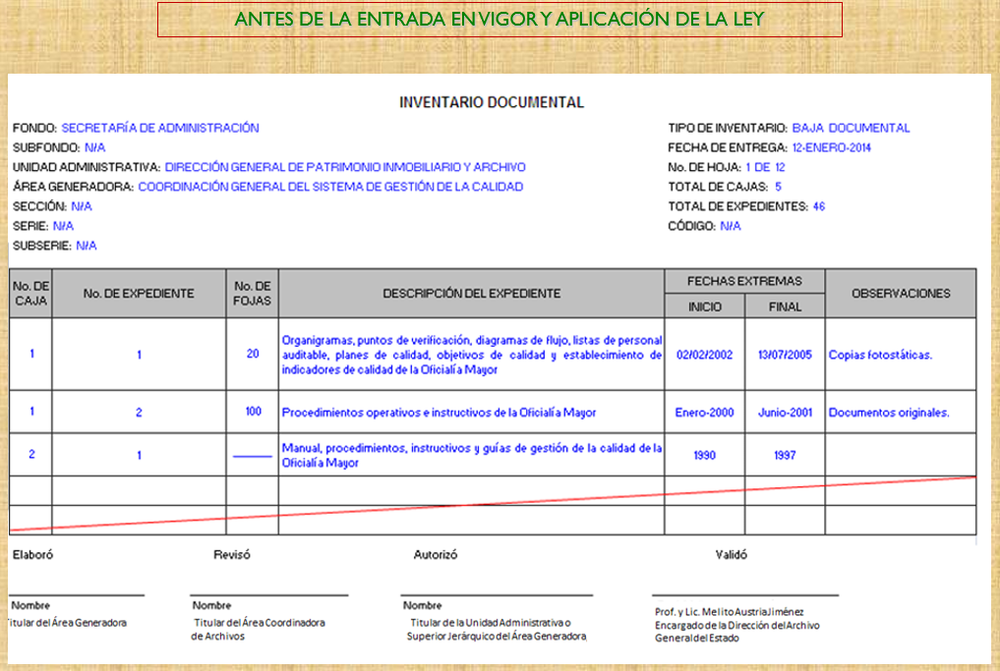 ANTES DE LA ENTRADA EN VIGOR Y APLICACIÓN DE LA LEY
INVENTARIO DOCUMENTAL
FONDO: SECRETARÍA DE ADMINISTRACIÓN
SUBFONDO: N/A
UNIDAD ADMINISTRATIVA: DIRECCIÓN GENERAL DE PATRIMONIO INMOBILIARIO Y ARCHIVO
ÁREA GENERADORA: COORDINACIÓN GENERAL DEL SISTEMA DE GESTIÓN DE LA CALIDAD
SECCIÓN: N/A
SERIE: N/A
SUBSERIE: N/A
TIPO DE INVENTARIO: BAJA DOCUMENTAL
FECHA DE ENTREGA: 12-ENERO-2014
No. DE HOJA: 1 DE 12
TOTAL DE CAJAS: 5
TOTAL DE EXPEDIENTES: 46
CÓDIGO: N/A
No. DE CAJA
No. DE EXPEDIENTE
No. DE FOJAS
DESCRIPCIÓN DEL EXPEDIENTE
FECHAS EXTREMAS
INICIO
FINAL
OBSERVACIONES
1
1
20
Organigramas, puntos de verificación, diagramas de flujo, listas de personal
auditable, planes de calidad, objetivos de calidad y establecimiento de
indicadores de calidad de la Oficialía Mayor
02/02/2002
13/07/2005
Copias fotostáticas.
1
2
100
Procedimientos operativos e instructivos de la Oficialía Mayor
Enero-2000
Junio-2001
Documentos originales.
2
1
Manual, procedimientos, instructivos y guías de gestión de la calidad de la
Oficialía Mayor
1990
1997
Elaboró
Revisó
Autorizó
Validó
Nombre
Titular del Área Generadora
Nombre
Titular del Área Coordinadora
de Archivos
Nombre
Titular de la Unidad Administrativa o
Superior Jerárquico del Área Generadora
Prof. y Lic. Melito Austria Jiménez
Encargado de la Dirección del Archivo
General del Estado